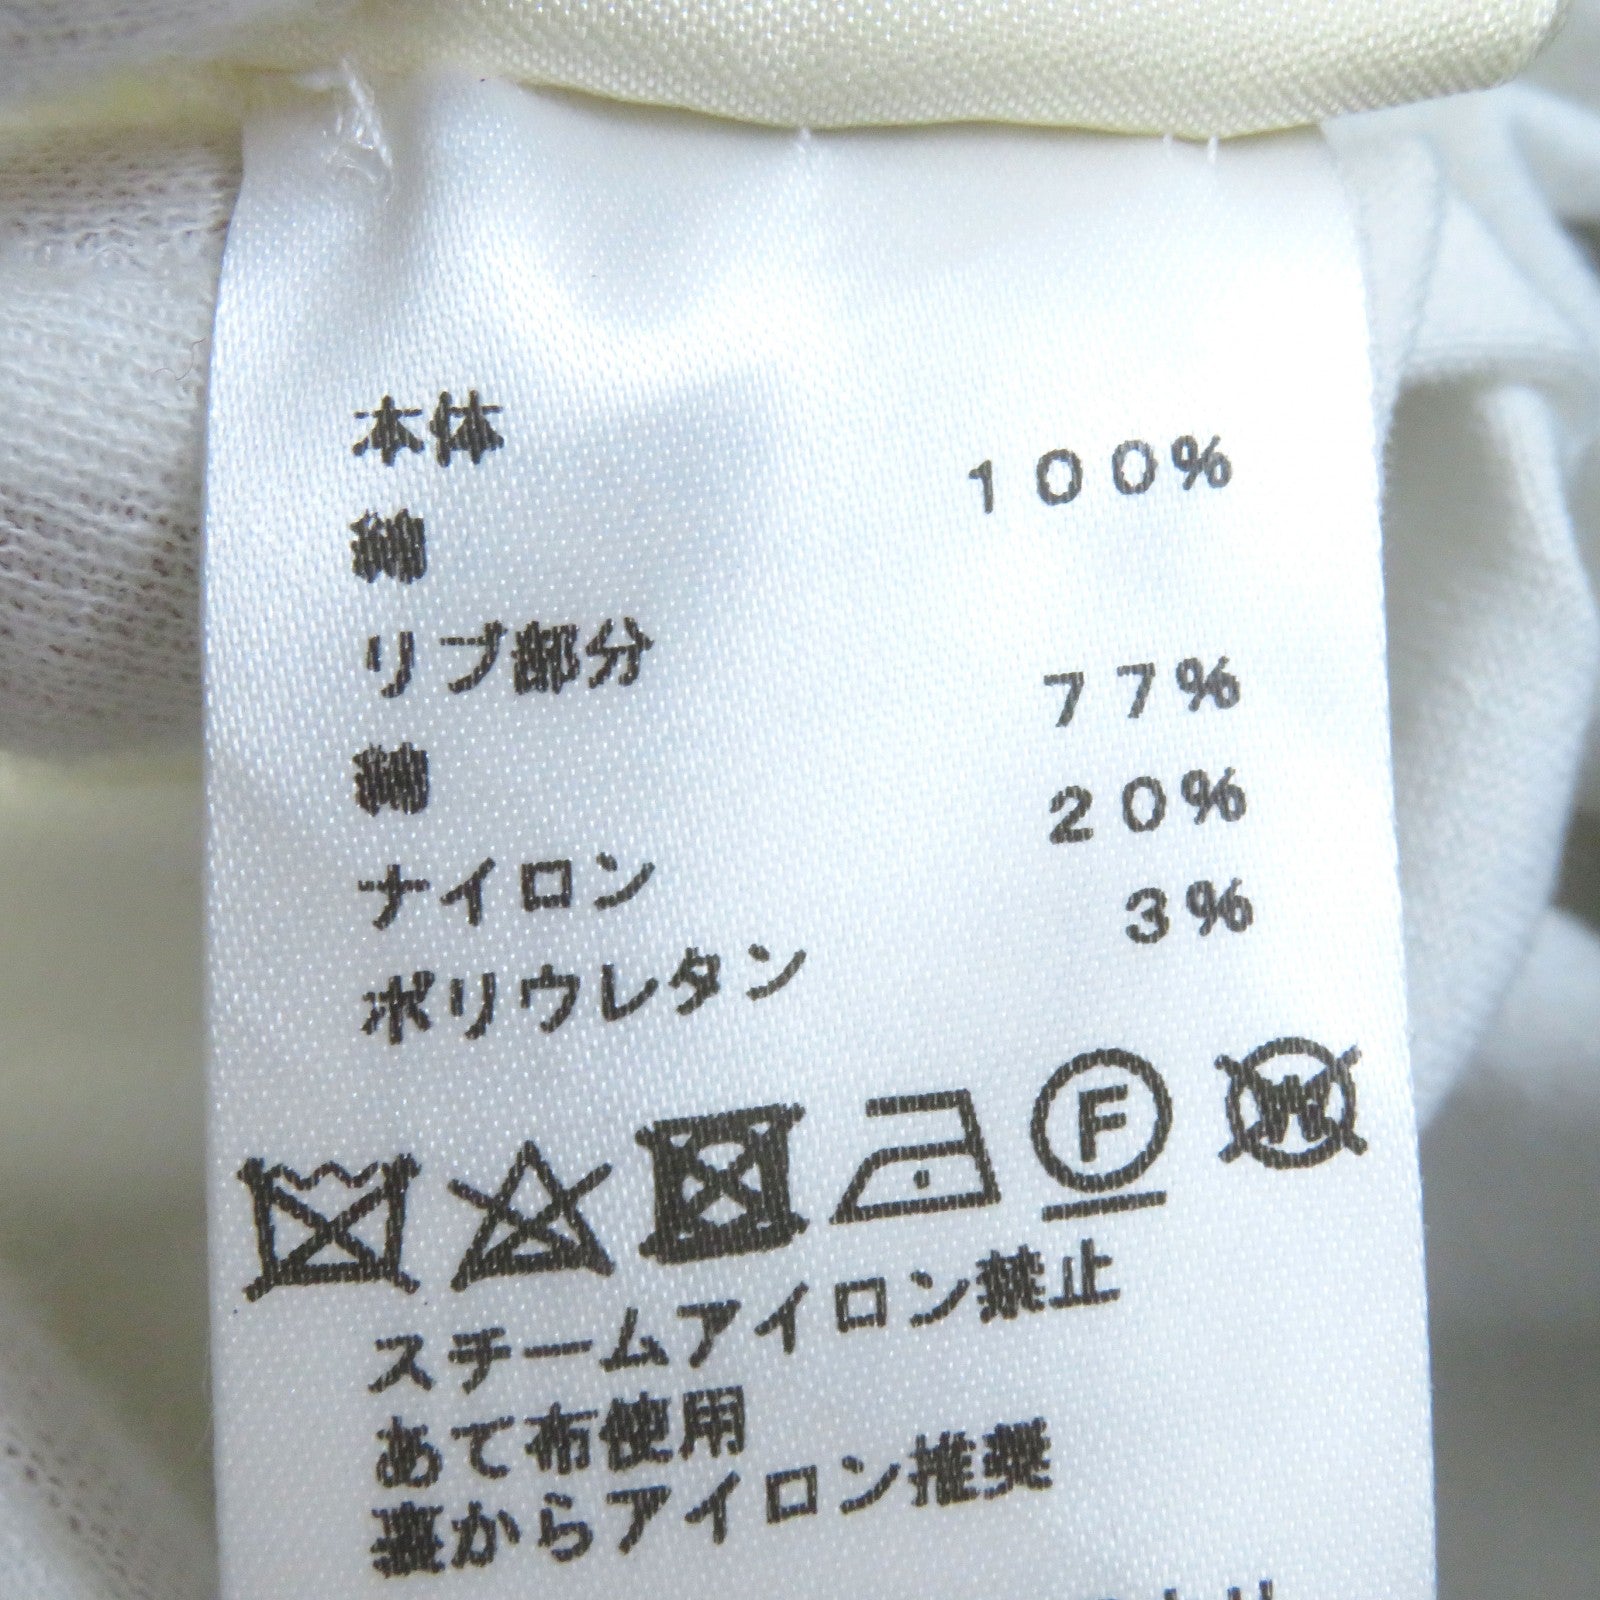 本体
綿 100%
リブ部分
綿 77%
ナイロン 20%
ポリウレタン 3%
F W
スチームアイロン禁止
あて布使用
裏からアイロン推奨